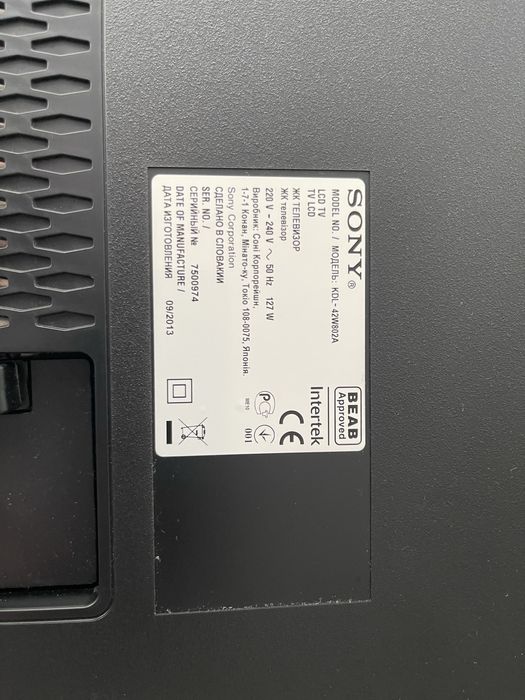 SONY®
MODEL NO. / МОДЕЛЬ: KDL-42W802A
LCD TV
TV LCD
ЖК ТЕЛЕВИЗОР
ЖК телевізор
220 V - 240 V ~ 50 Hz 127 W
Виробник: Соні Корпорейшн.
1-7-1 Конан, Мінато-ку, Токіо 108-0075, Японія.
Sony Corporation
СДЕЛАНО В СЛОВАКИИ
SER. NO. /
СЕРИЙНЫЙ № 7500974
DATE OF MANUFACTURE /
ДАТА ИЗГОТОВЛЕНИЯ 09/2013
BEAB
Approved
Intertek
CE
ME10
001